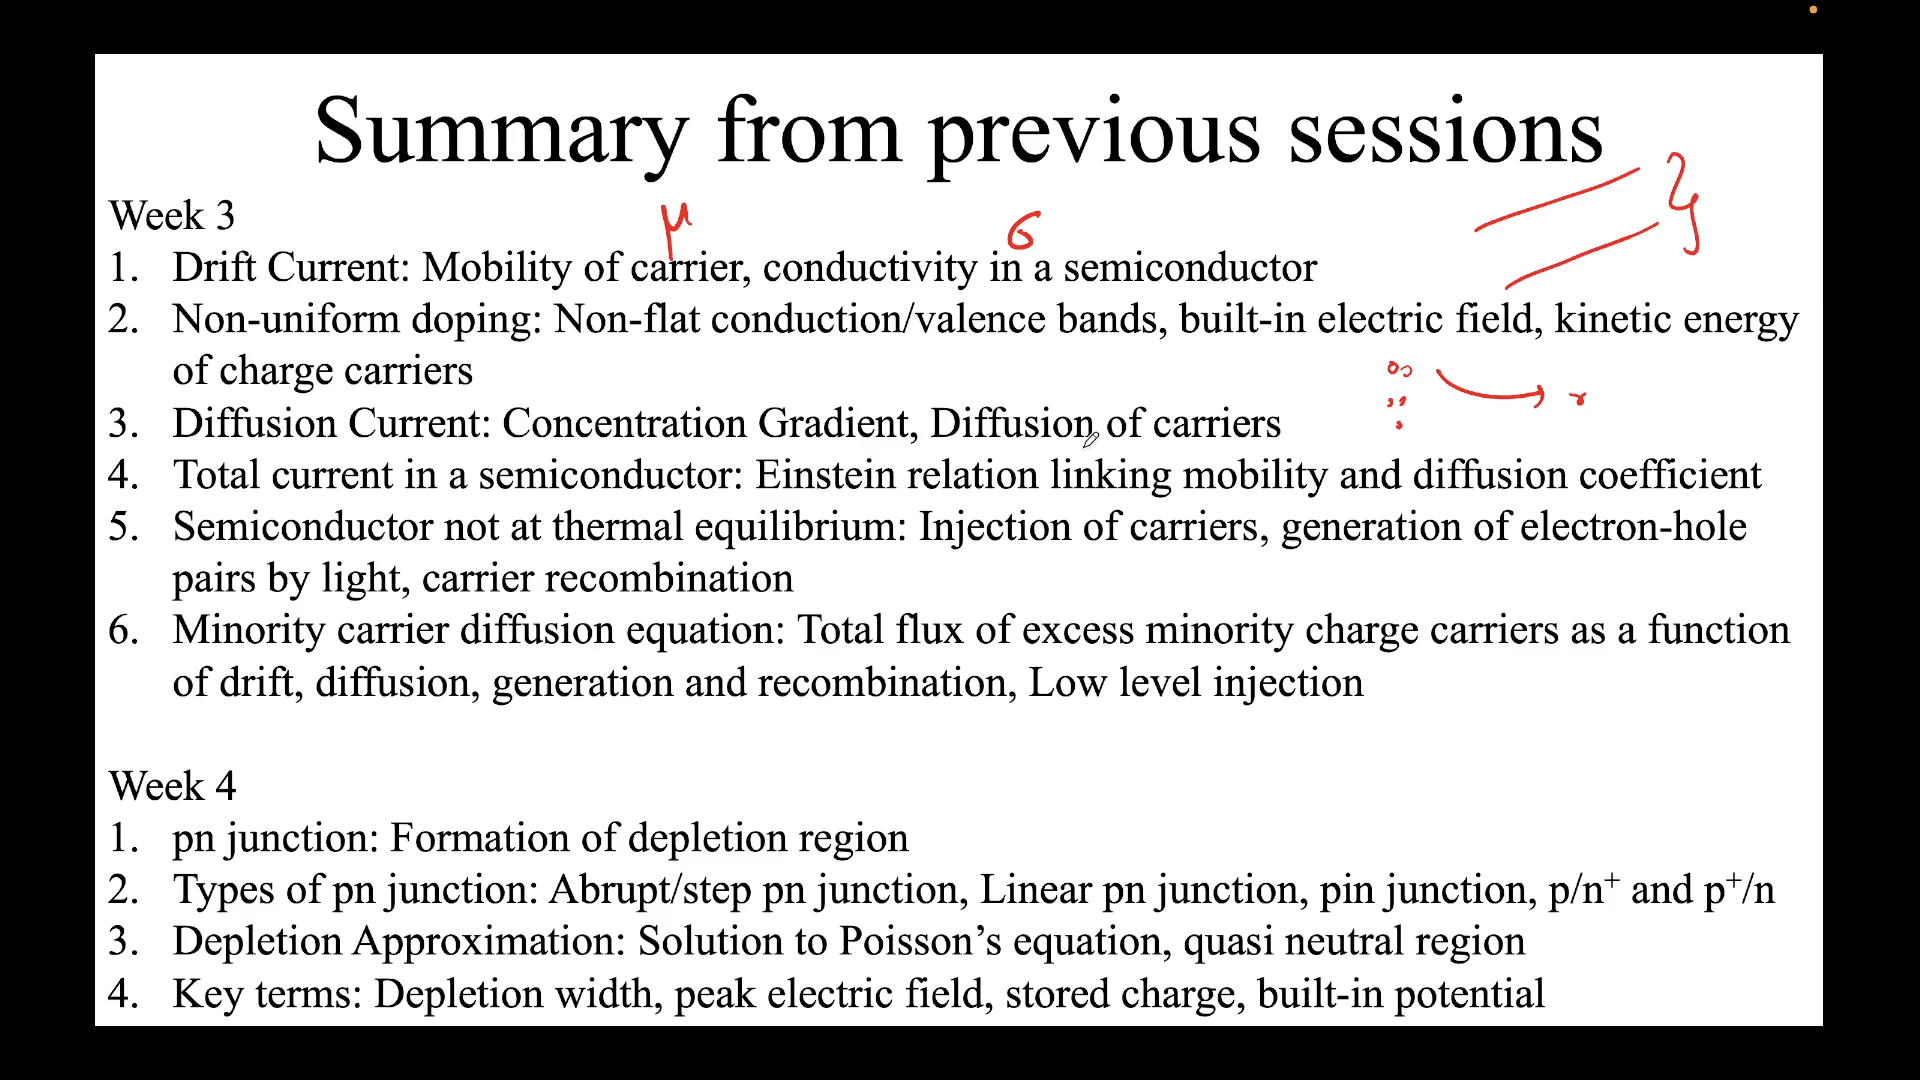 Summary from previous sessions
Week 3
μ σ
1. Drift Current: Mobility of carrier, conductivity in a semiconductor
2. Non-uniform doping: Non-flat conduction/valence bands, built-in electric field, kinetic energy
of charge carriers
3. Diffusion Current: Concentration Gradient, Diffusion of carriers
4. Total current in a semiconductor: Einstein relation linking mobility and diffusion coefficient
5. Semiconductor not at thermal equilibrium: Injection of carriers, generation of electron-hole
pairs by light, carrier recombination
6. Minority carrier diffusion equation: Total flux of excess minority charge carriers as a function
of drift, diffusion, generation and recombination, Low level injection
Week 4
1. pn junction: Formation of depletion region
2. Types of pn junction: Abrupt/step pn junction, Linear pn junction, pin junction, p/n⁺ and p⁺/n
3. Depletion Approximation: Solution to Poisson’s equation, quasi neutral region
4. Key terms: Depletion width, peak electric field, stored charge, built-in potential